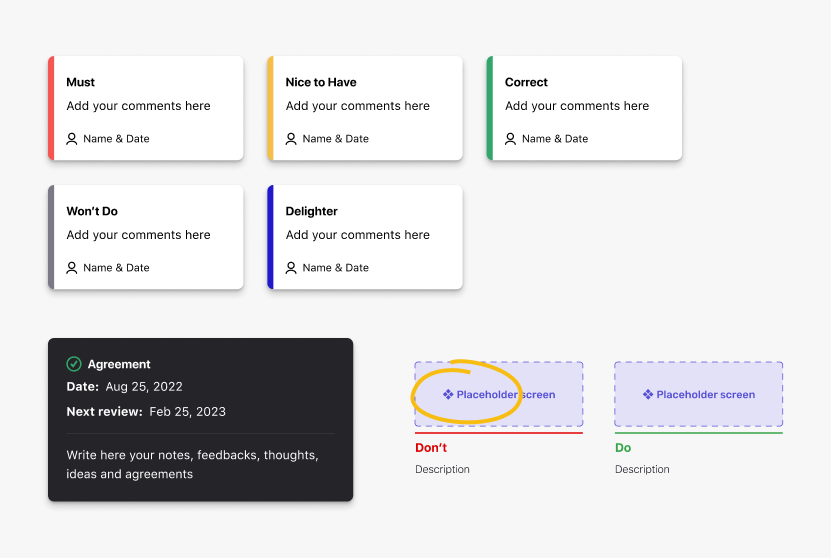 Must
Add your comments here
Name & Date
Nice to Have
Add your comments here
Name & Date
Correct
Add your comments here
Name & Date
Won’t Do
Add your comments here
Name & Date
Delighter
Add your comments here
Name & Date
Agreement
Date: Aug 25, 2022
Next review: Feb 25, 2023
Write here your notes, feedbacks, thoughts,
ideas and agreements
Placeholder screen
Don’t
Description
Placeholder screen
Do
Description